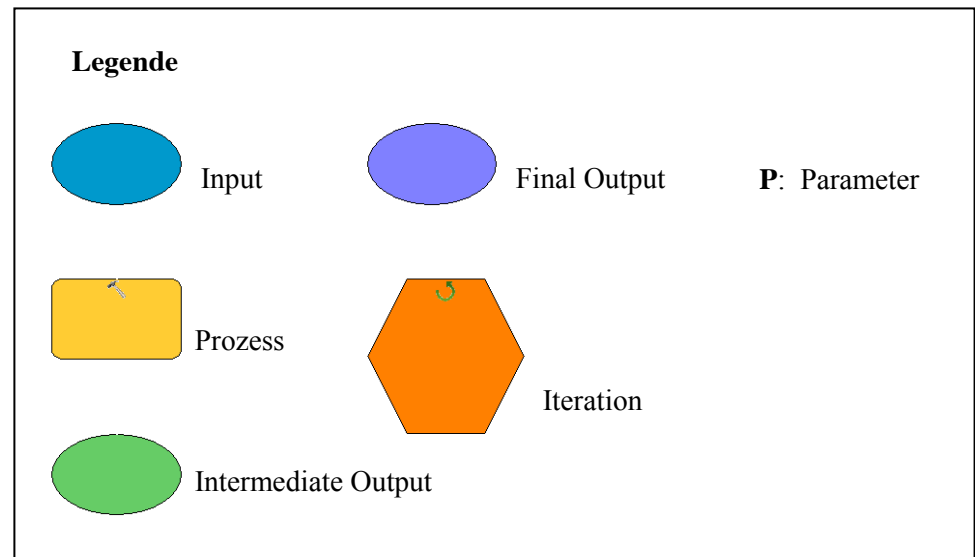 Legende
Input
Final Output
P: Parameter
Prozess
Iteration
Intermediate Output